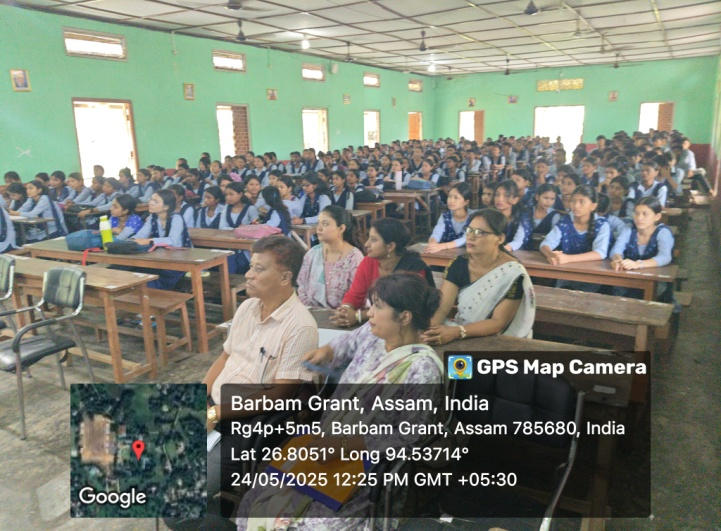 GPS Map Camera
Barbam Grant, Assam, India
Rg4p+5m5, Barbam Grant, Assam 785680, India
Lat 26.8051° Long 94.53714°
24/05/2025 12:25 PM GMT +05:30
Google